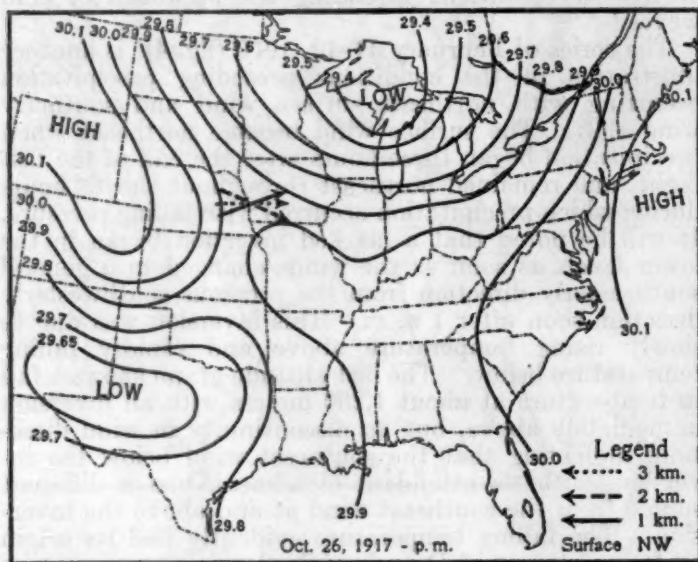 30.1 30.0 29.9 29.8 29.7 29.6
29.5
29.4
29.4 29.5
29.6
29.7
29.8 29.6
30.0
30.1
LOW
HIGH
30.1
30.0
29.9
29.8
HIGH
29.7
29.65
LOW
30.1
29.7
29.8
29.9
30.0
Oct. 26, 1917 - p.m.
Legend
3 km.
2 km.
1 km.
Surface NW